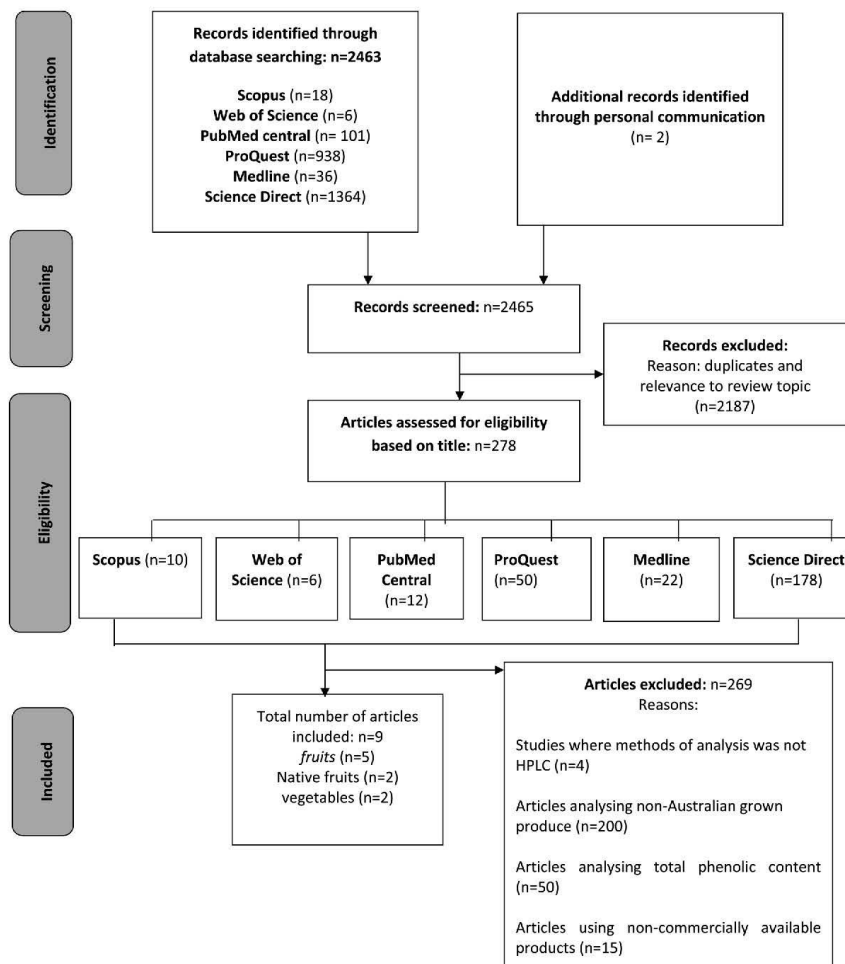 Identification
Records identified through
database searching: n=2463
Scopus (n=18)
Web of Science (n=6)
PubMed central (n= 101)
ProQuest (n=938)
Medline (n=36)
Science Direct (n=1364)
Additional records identified
through personal communication
(n= 2)
Screening
Records screened: n=2465
Records excluded:
Reason: duplicates and
relevance to review topic
(n=2187)
Eligibility
Articles assessed for eligibility
based on title: n=278
Scopus (n=10)
Web of
Science (n=6)
PubMed
Central
(n=12)
ProQuest
(n=50)
Medline
(n=22)
Science Direct
(n=178)
Included
Total number of articles
included: n=9
fruits (n=5)
Native fruits (n=2)
vegetables (n=2)
Articles excluded: n=269
Reasons:
Studies where methods of analysis was not
HPLC (n=4)
Articles analysing non-Australian grown
produce (n=200)
Articles analysing total phenolic content
(n=50)
Articles using non-commercially available
products (n=15)